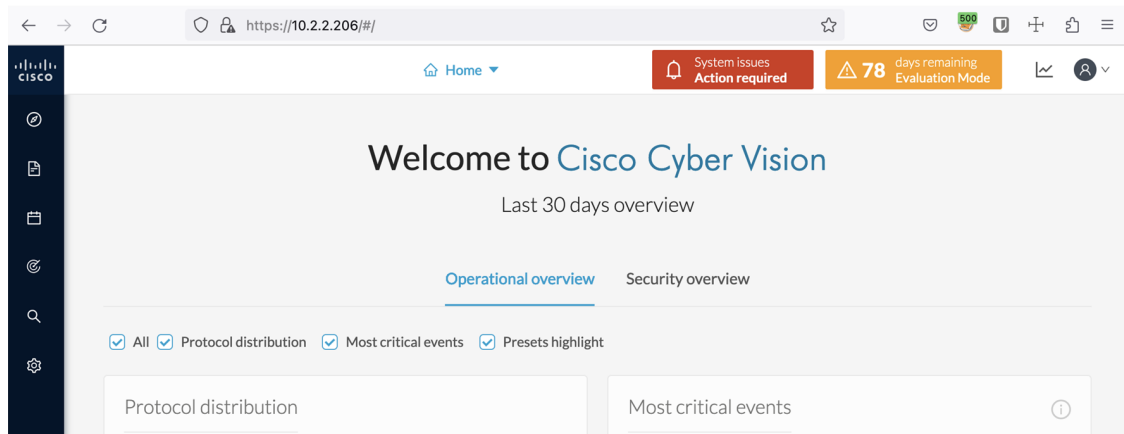 https://10.2.2.206/#/
500
CISCO
Home
System issues
Action required
78 days remaining
Evaluation Mode
Welcome to Cisco Cyber Vision
Last 30 days overview
Operational overview Security overview
All Protocol distribution Most critical events Presets highlight
Protocol distribution Most critical events